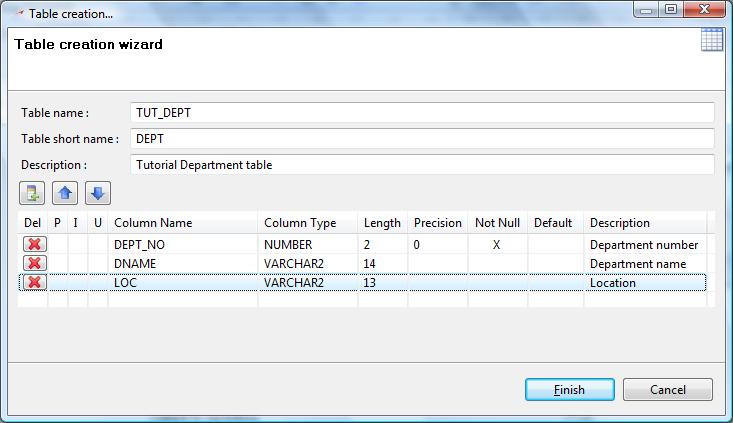 Table creation...
Table creation wizard
Table name : TUT_DEPT
Table short name : DEPT
Description : Tutorial Department table
Del P I U Column Name Column Type Length Precision Not Null Default Description
DEPT_NO NUMBER 2 0 X Department number
DNAME VARCHAR2 14 Department name
LOC VARCHAR2 13 Location
Finish Cancel